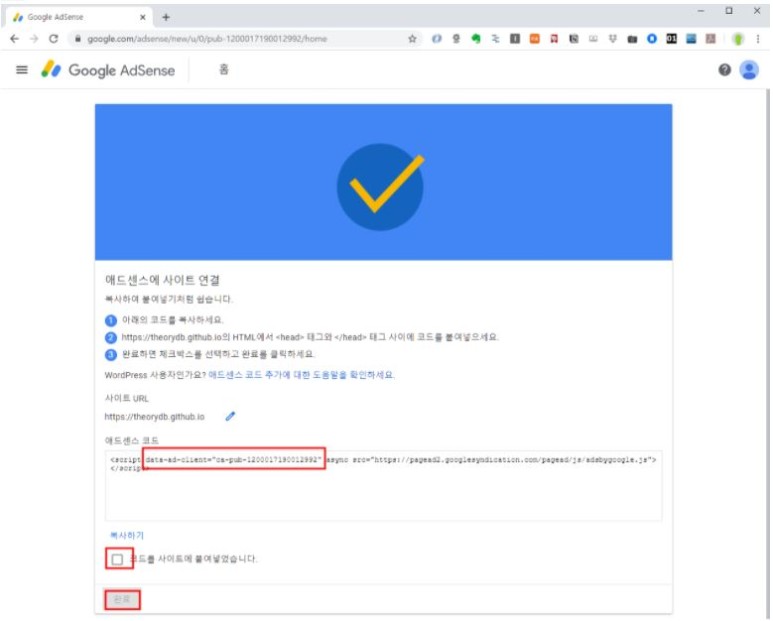 Google AdSense
google.com/adsense/new/u/0/pub-1200017190012992/home
Google AdSense
홈
애드센스에 사이트 연결
복사하여 붙여넣기처럼 쉽습니다.
1 아래의 코드를 복사하세요.
2 https://theorydb.github.io의 HTML에서 <head> 태그와 </head> 태그 사이에 코드를 붙여넣으세요.
3 완료하면 체크박스를 선택하고 완료를 클릭하세요.
WordPress 사용자인가요? 애드센스 코드 추가에 대한 도움말을 확인하세요.
사이트 URL
https://theorydb.github.io
애드센스 코드
<script data-ad-client="ca-pub-1200017190012992" async src="https://pagead2.googlesyndication.com/pagead/js/adsbygoogle.js">
</script>
복사하기
코드를 사이트에 붙여넣었습니다.
완료